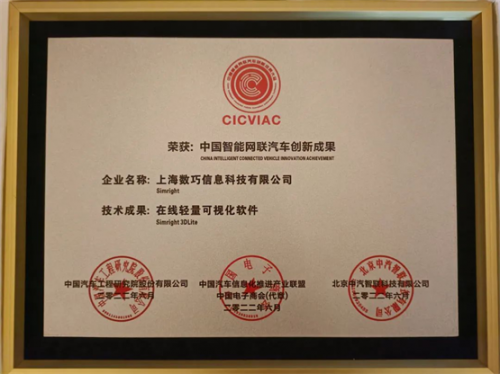 CICVIAC
荣获: 中国智能网联汽车创新成果
CHINA INTELLIGENT CONNECTED VEHICLE INNOVATION ACHIEVEMENT
企业名称: 上海数巧信息科技有限公司
Simright
技术成果: 在线轻量可视化软件
Simright 3DLite
中国汽车工程研究院股份有限公司
二〇二二年六月
中国汽车信息化推进产业联盟
中国电子商会(代章)
二〇二二年六月
北京中汽智联科技有限公司
二〇二二年六月